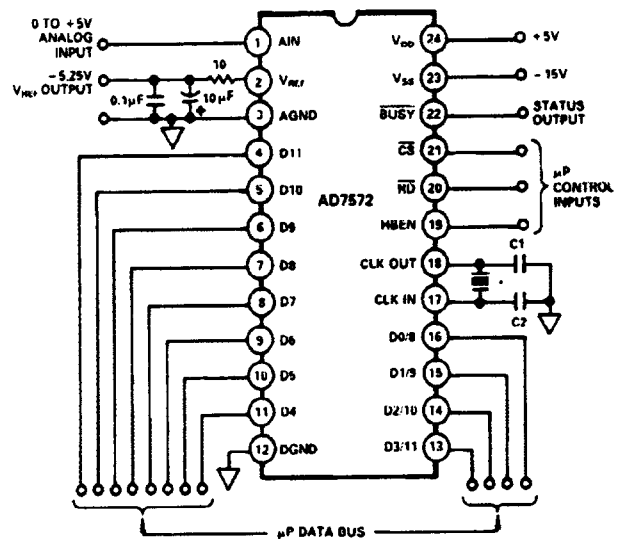 0 TO +5V
ANALOG
INPUT
-5.25V
VREF OUTPUT
0.1µF
10µF
+
10
AD7572
1 AIN
2 VREF
3 AGND
4 D11
5 D10
6 D9
7 D8
8 D7
9 D6
10 D5
11 D4
12 DGND
VDD 24
VSS 23
BUSY 22
CS 21
RD 20
HBEN 19
CLK OUT 18
CLK IN 17
D0/8 16
D1/9 15
D2/10 14
D3/11 13
+5V
-15V
STATUS
OUTPUT
µP
CONTROL
INPUTS
C1
C2
µP DATA BUS